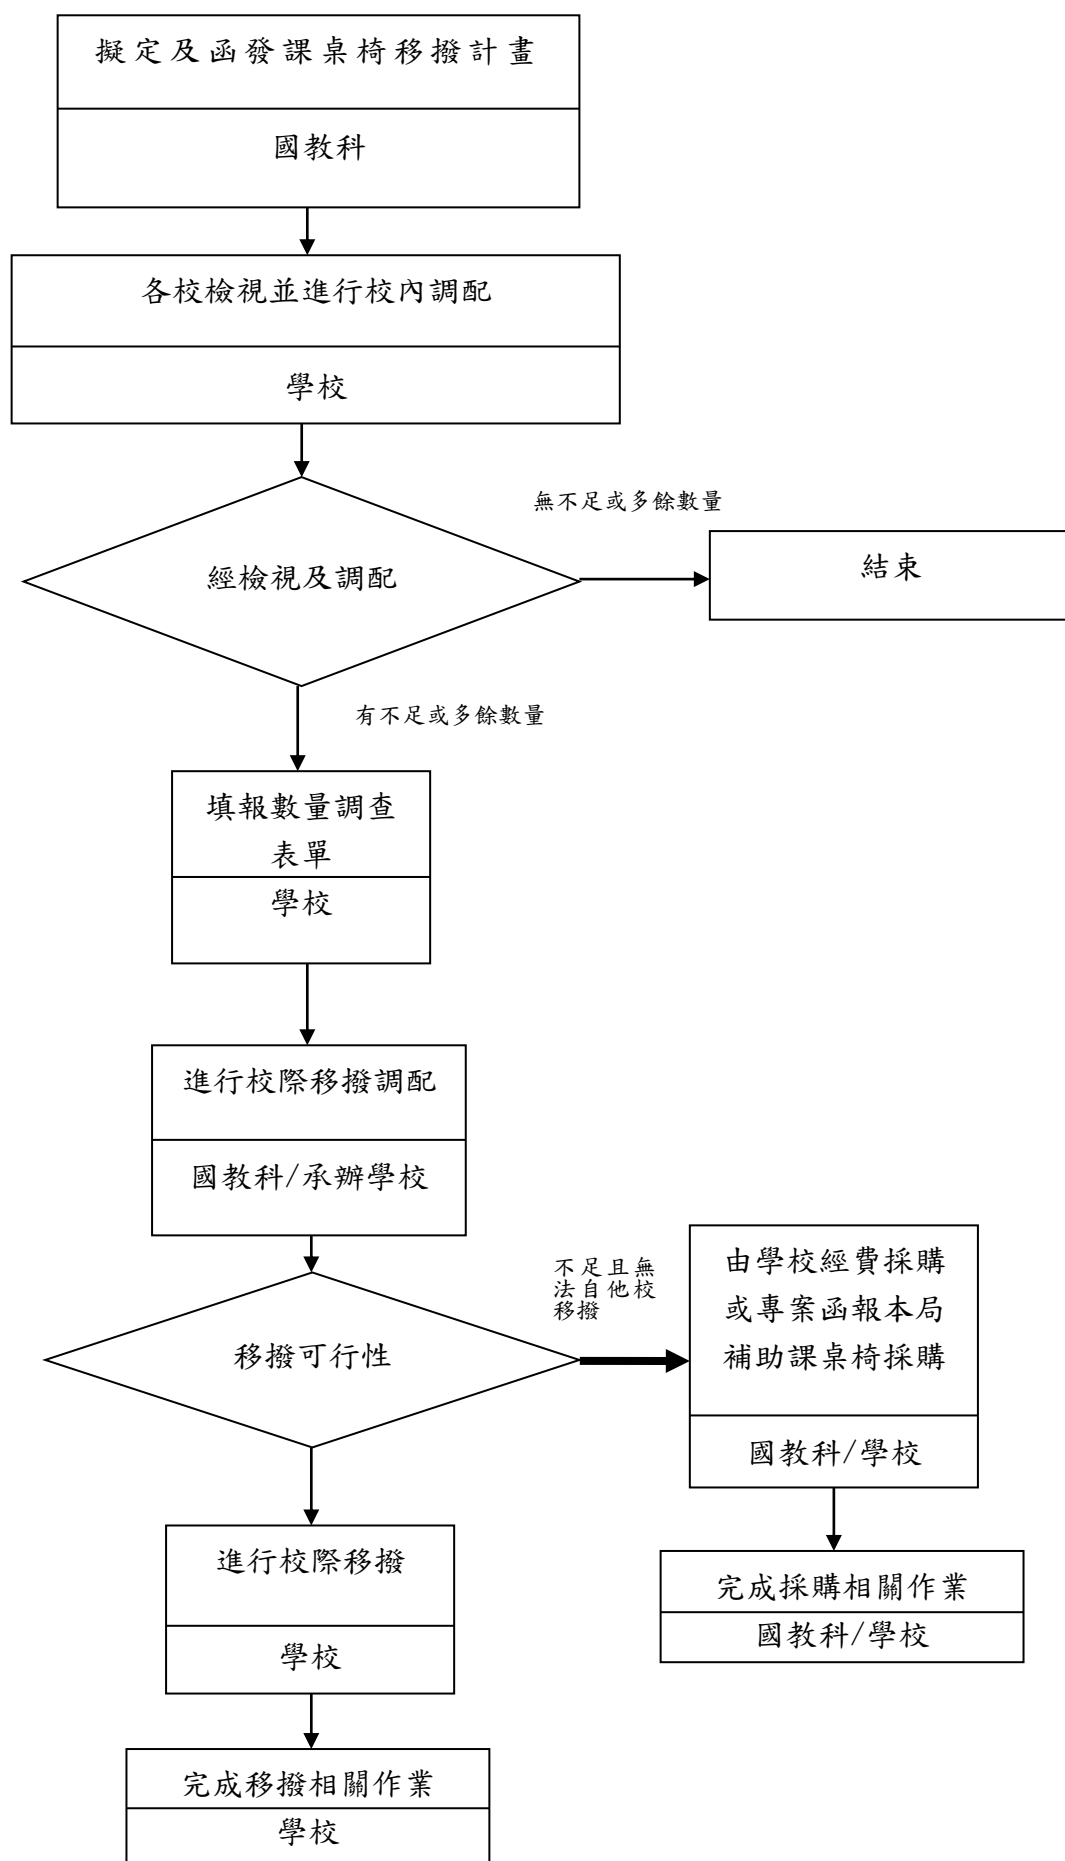 擬定及函發課桌椅移撥計畫
國教科
各校檢視並進行校內調配
學校
無不足或多餘數量
經檢視及調配
結束
有不足或多餘數量
填報數量調查
表單
學校
進行校際移撥調配
國教科/承辦學校
不足且無
法自他校
移撥
移撥可行性
由學校經費採購
或專案函報本局
補助課桌椅採購
國教科/學校
進行校際移撥
學校
完成採購相關作業
國教科/學校
完成移撥相關作業
學校